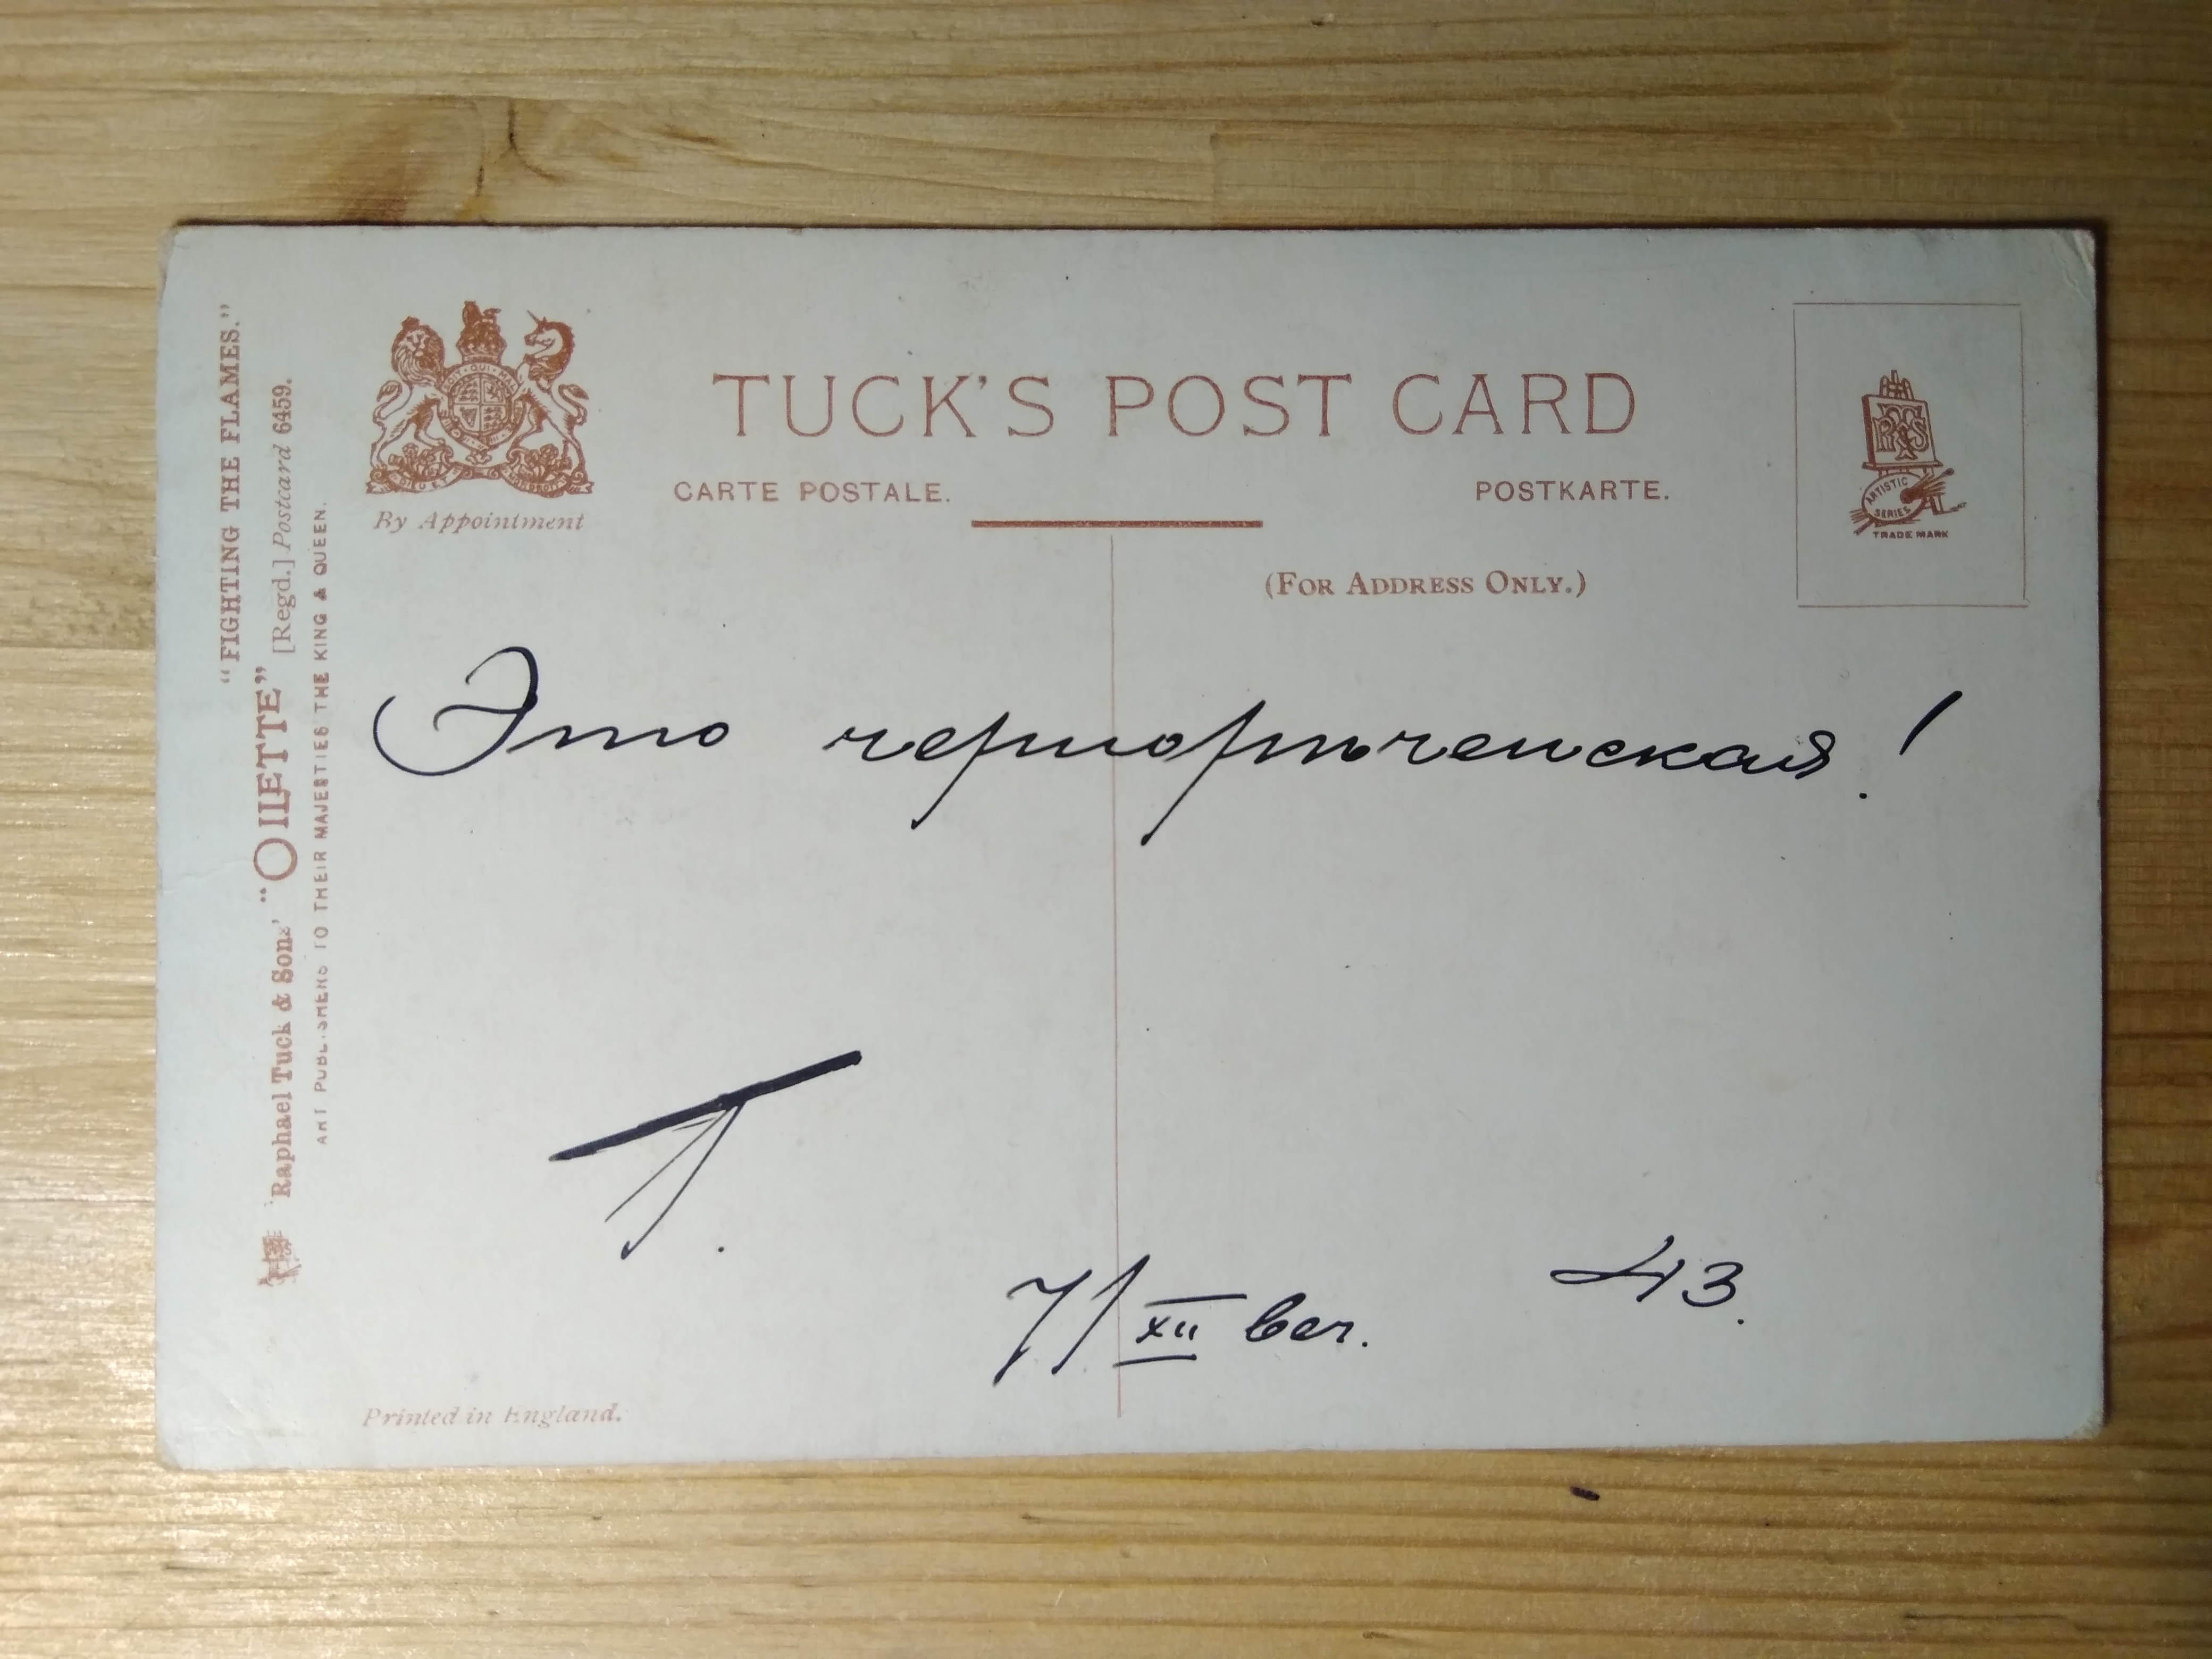 "FIGHTING THE FLAMES."
Raphael Tuck & Sons' "OILETTE" [Regd.] Postcard 6459.
ART PUBLISHERS TO THEIR MAJESTIES THE KING & QUEEN.
By Appointment
TUCK'S POST CARD
CARTE POSTALE. POSTKARTE.
(FOR ADDRESS ONLY.)
ARTISTIC SERIES
TRADE MARK
Это !
7/XII веч. 43.
Printed in England.